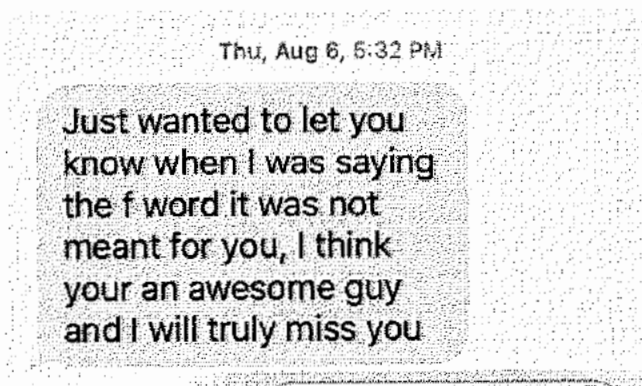 Thu, Aug 6, 5:32 PM
Just wanted to let you
know when I was saying
the f word it was not
meant for you, I think
your an awesome guy
and I will truly miss you